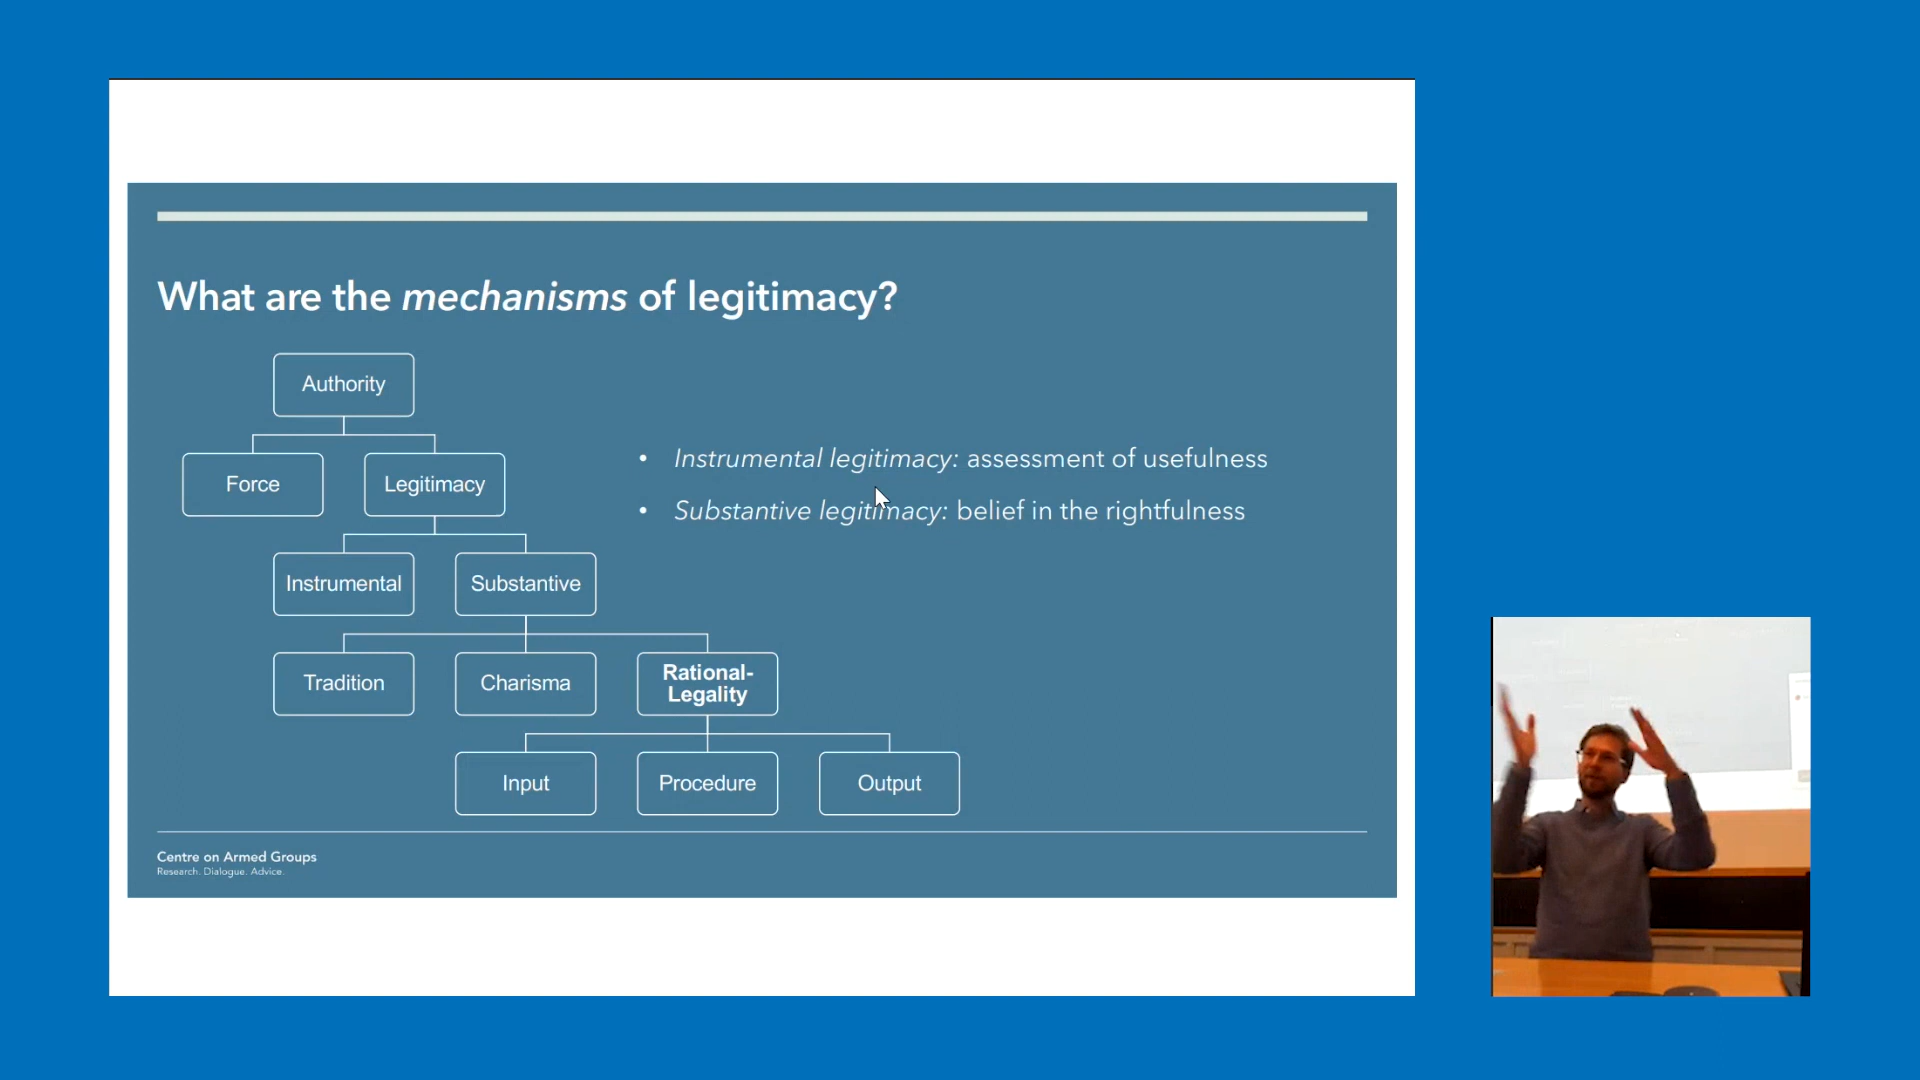 What are the mechanisms of legitimacy?
Authority
Force
Legitimacy
Instrumental
Substantive
Tradition
Charisma
Rational-
Legality
Input
Procedure
Output
• Instrumental legitimacy: assessment of usefulness
• Substantive legitimacy: belief in the rightfulness
Centre on Armed Groups
Research. Dialogue. Advice.